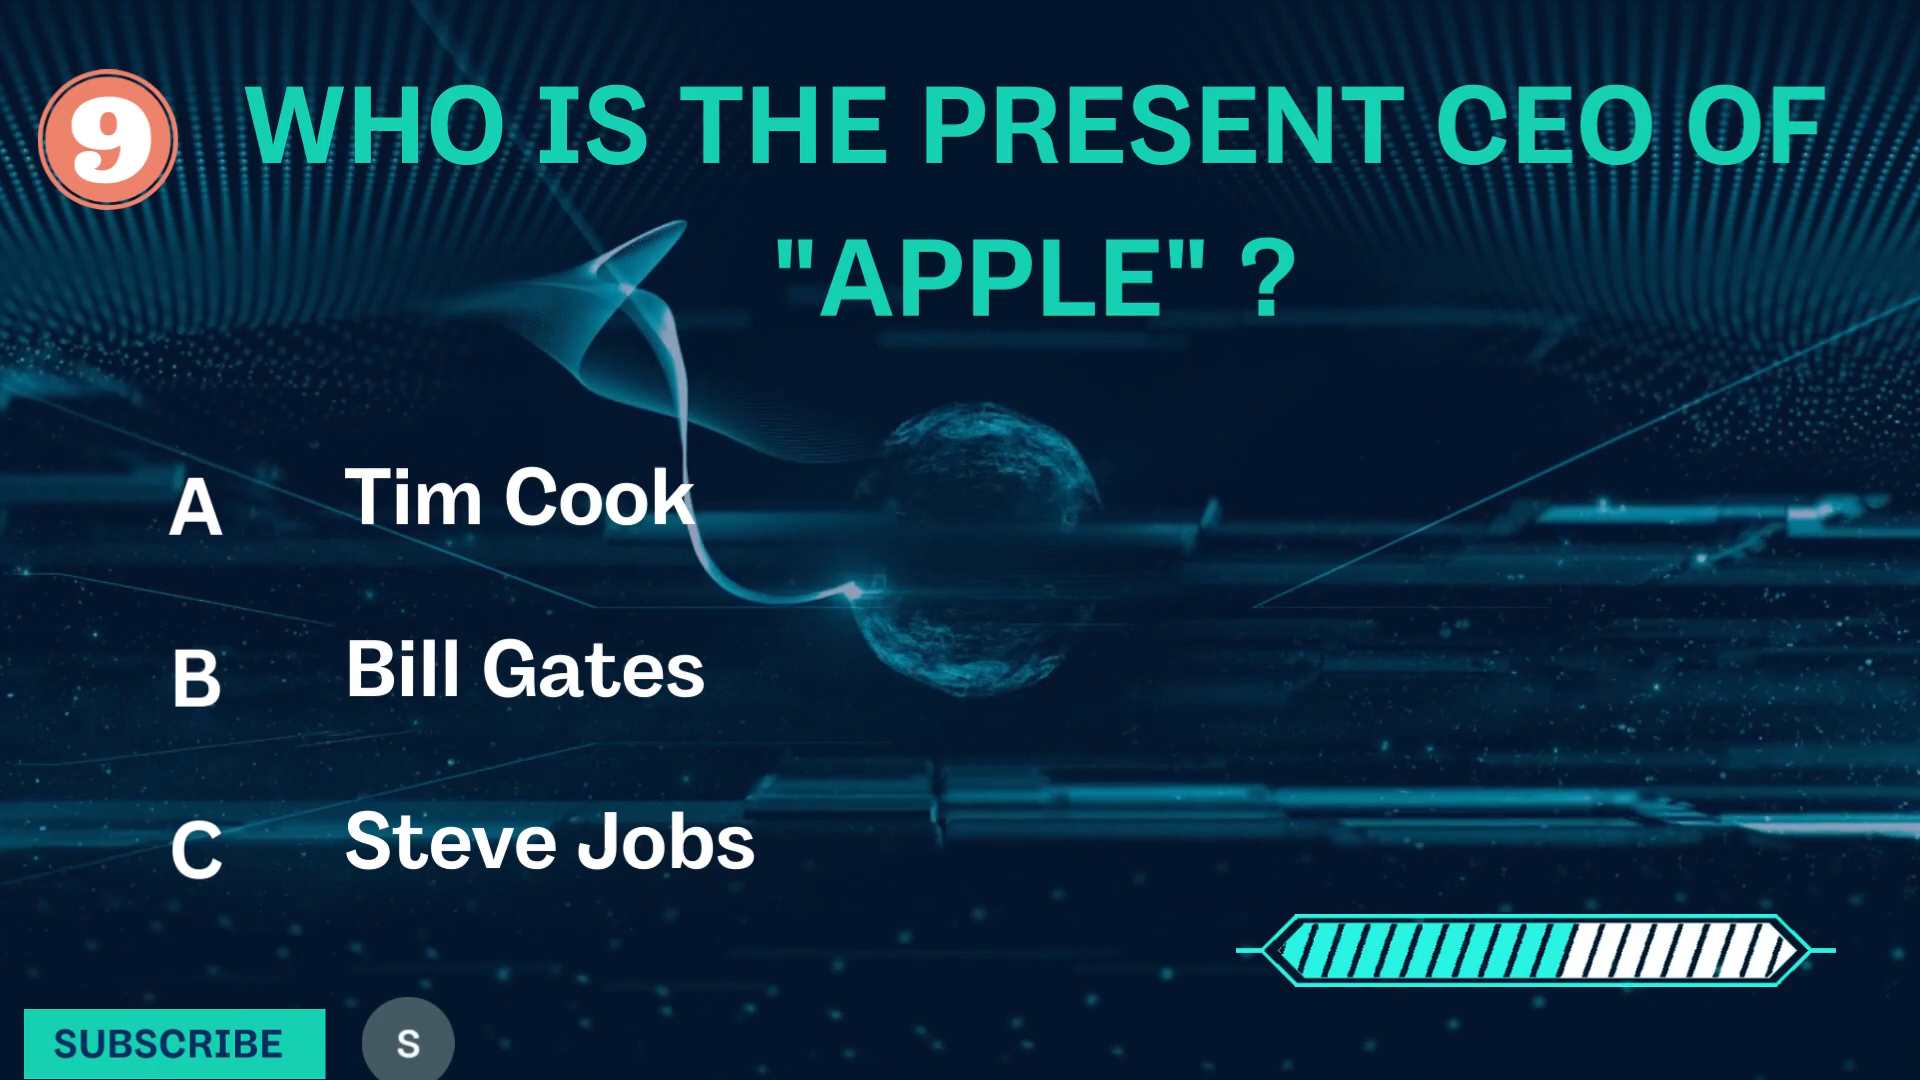 9
WHO IS THE PRESENT CEO OF
"APPLE" ?
A Tim Cook
B Bill Gates
C Steve Jobs
SUBSCRIBE
S